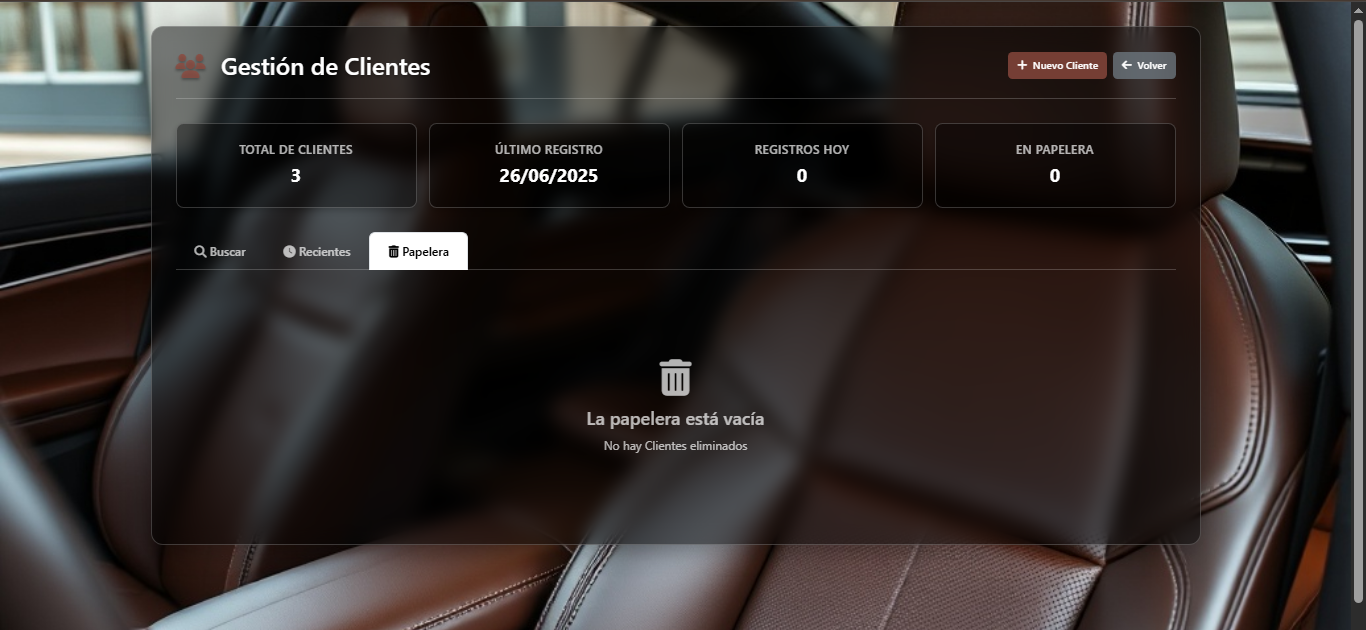 Gestión de Clientes
Nuevo Cliente
Volver
TOTAL DE CLIENTES
3
ÚLTIMO REGISTRO
26/06/2025
REGISTROS HOY
0
EN PAPELERA
0
Buscar
Recientes
Papelera
La papelera está vacía
No hay Clientes eliminados